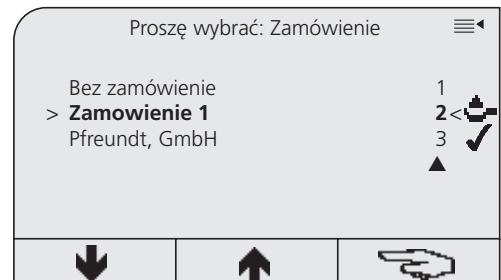 Proszę wybrać: Zamówienie
Bez zamówienie 1
> Zamowienie 1 2<
Pfreundt, GmbH 3